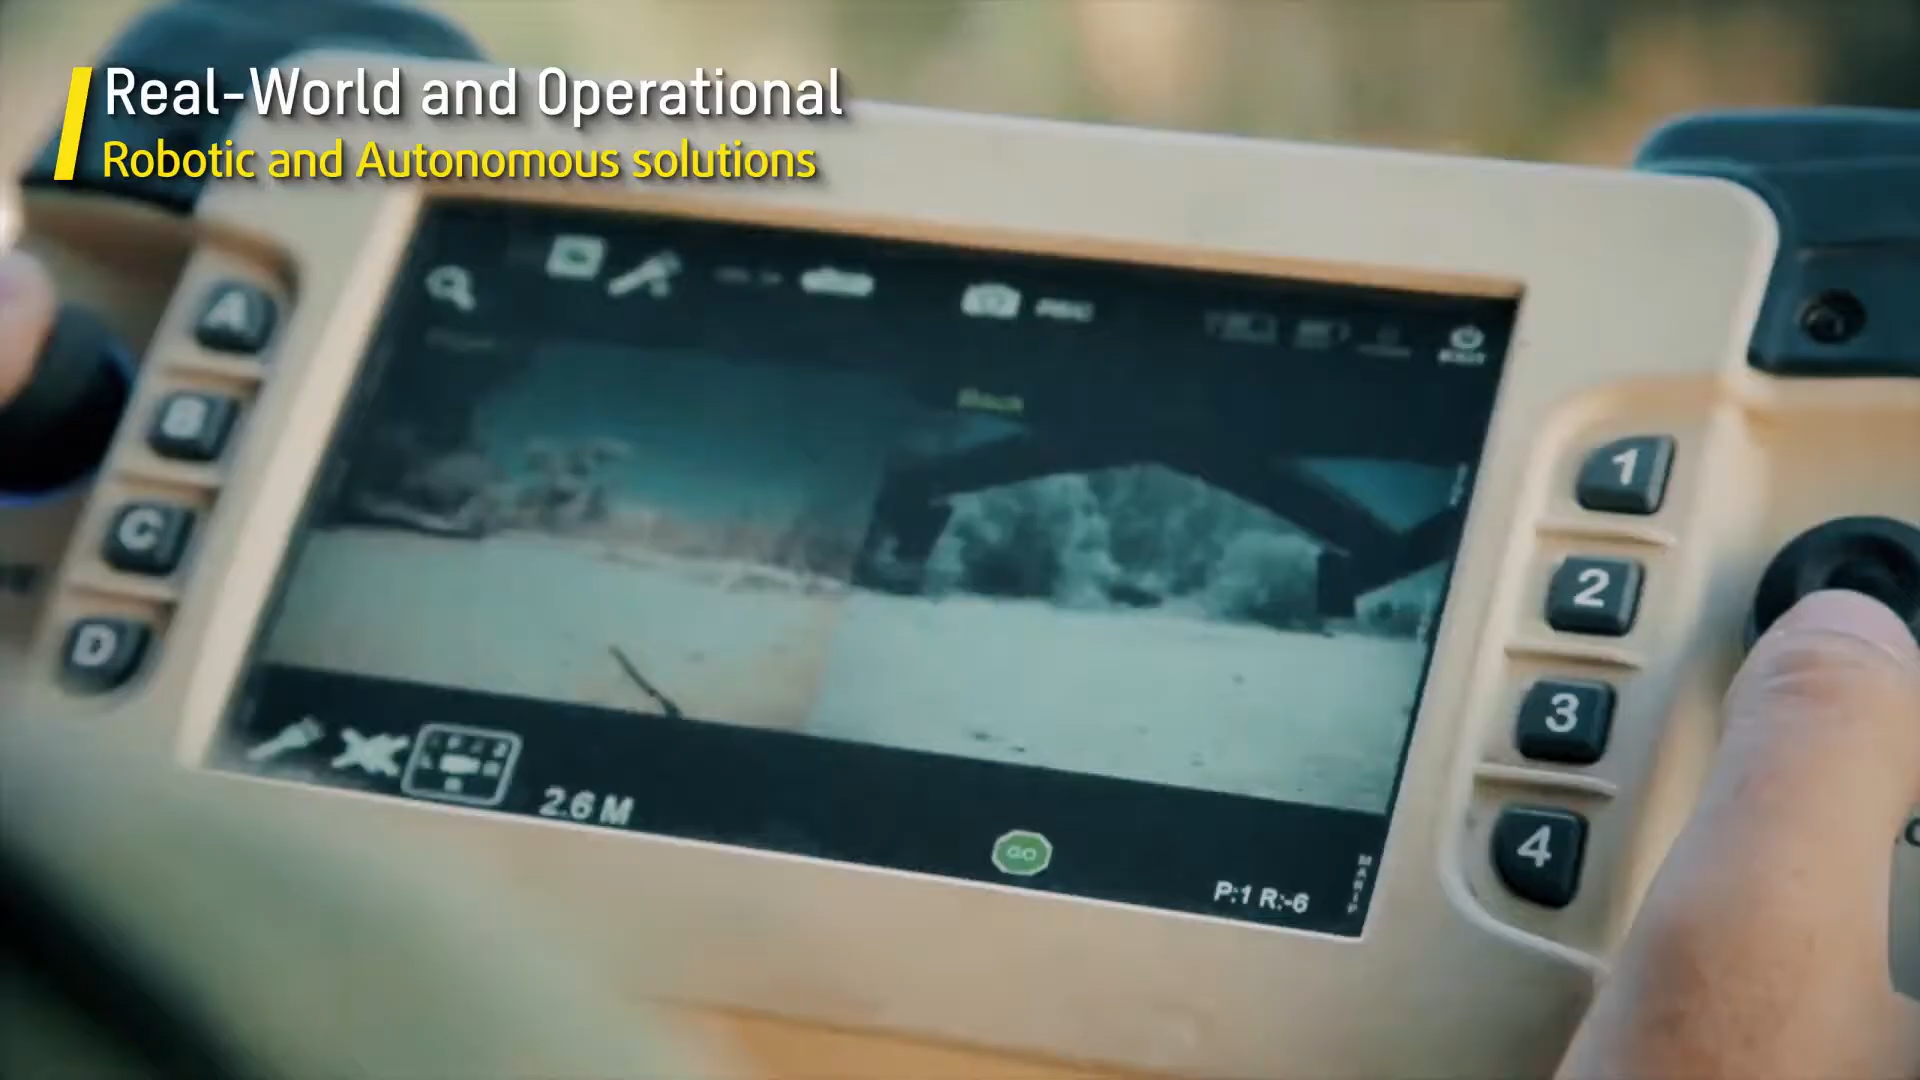 Real-World and Operational
Robotic and Autonomous solutions
A
B
C
D
1
2
3
4
2.6 M
GO
P:1 R:-6